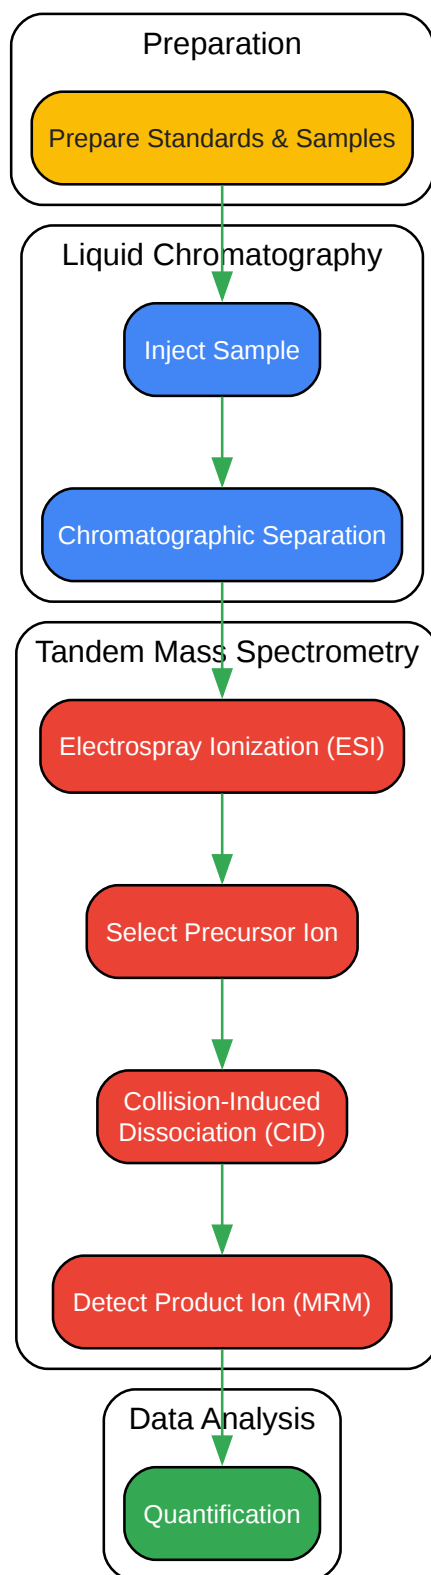 Preparation
Prepare Standards & Samples
Liquid Chromatography
Inject Sample
Chromatographic Separation
Tandem Mass Spectrometry
Electrospray Ionization (ESI)
Select Precursor Ion
Collision-Induced
Dissociation (CID)
Detect Product Ion (MRM)
Data Analysis
Quantification